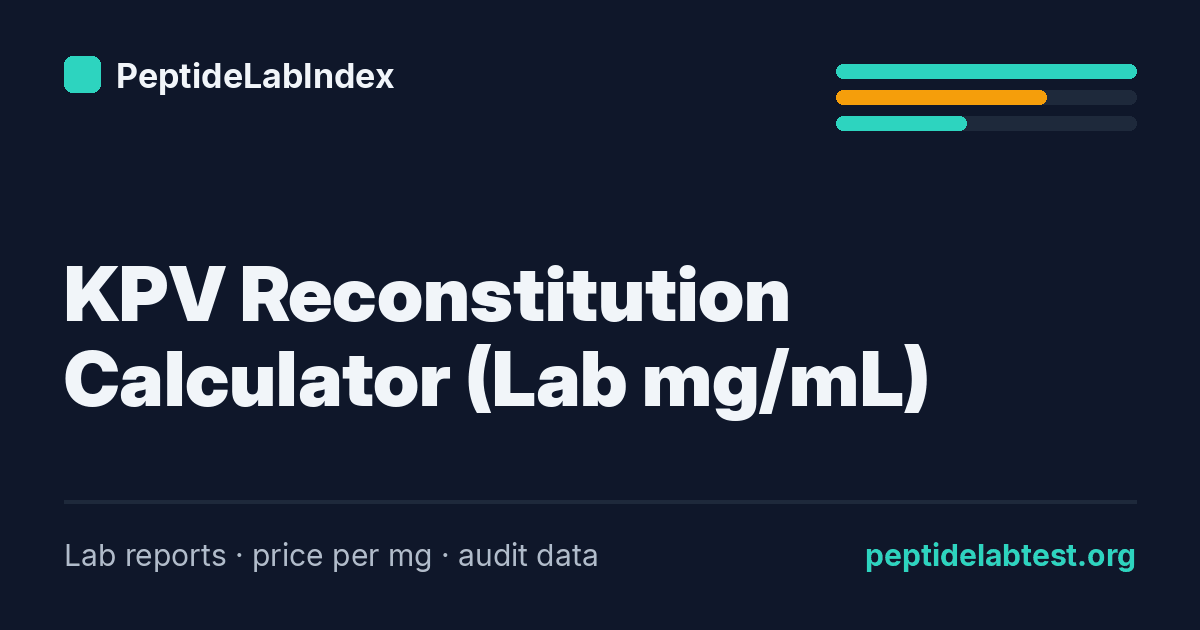 PeptideLabIndex
KPV Reconstitution
Calculator (Lab mg/mL)
Lab reports · price per mg · audit data
peptidelabtest.org